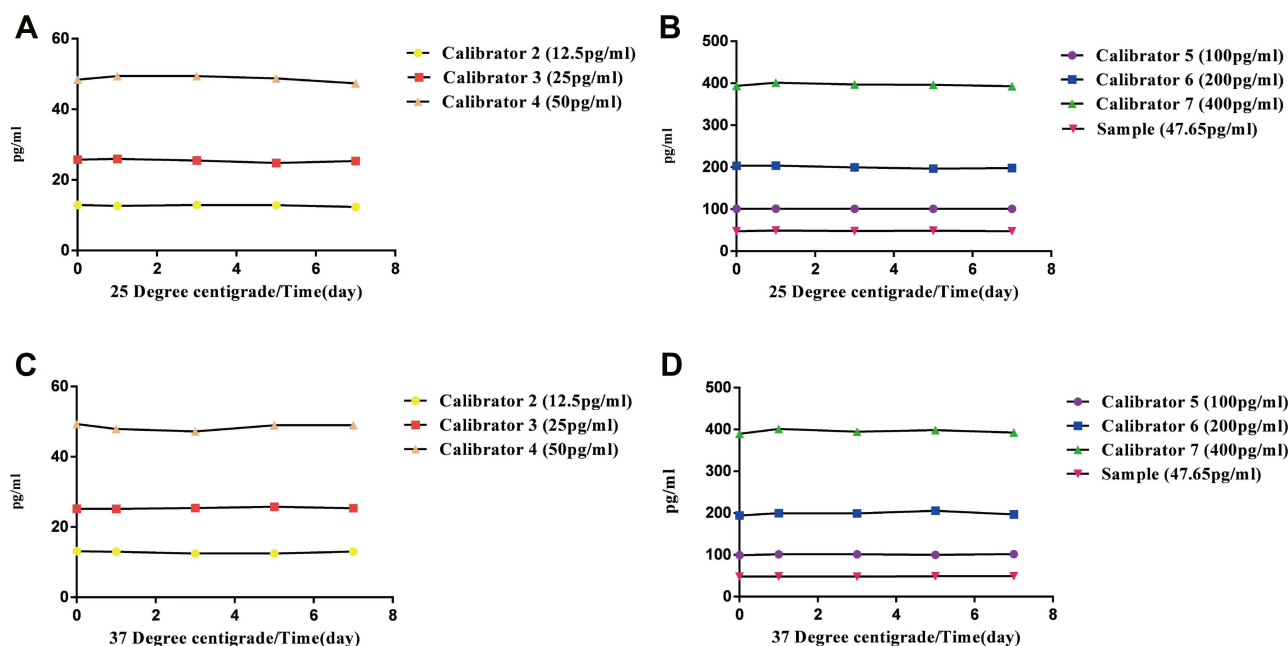 A
60
40
20
0
pg/ml
0 2 4 6 8
25 Degree centigrade/Time(day)
Calibrator 2 (12.5pg/ml)
Calibrator 3 (25pg/ml)
Calibrator 4 (50pg/ml)
B
500
400
300
200
100
0
pg/ml
0 2 4 6 8
25 Degree centigrade/Time(day)
Calibrator 5 (100pg/ml)
Calibrator 6 (200pg/ml)
Calibrator 7 (400pg/ml)
Sample (47.65pg/ml)
C
60
40
20
0
pg/ml
0 2 4 6 8
37 Degree centigrade/Time(day)
Calibrator 2 (12.5pg/ml)
Calibrator 3 (25pg/ml)
Calibrator 4 (50pg/ml)
D
500
400
300
200
100
0
pg/ml
0 2 4 6 8
37 Degree centigrade/Time(day)
Calibrator 5 (100pg/ml)
Calibrator 6 (200pg/ml)
Calibrator 7 (400pg/ml)
Sample (47.65pg/ml)